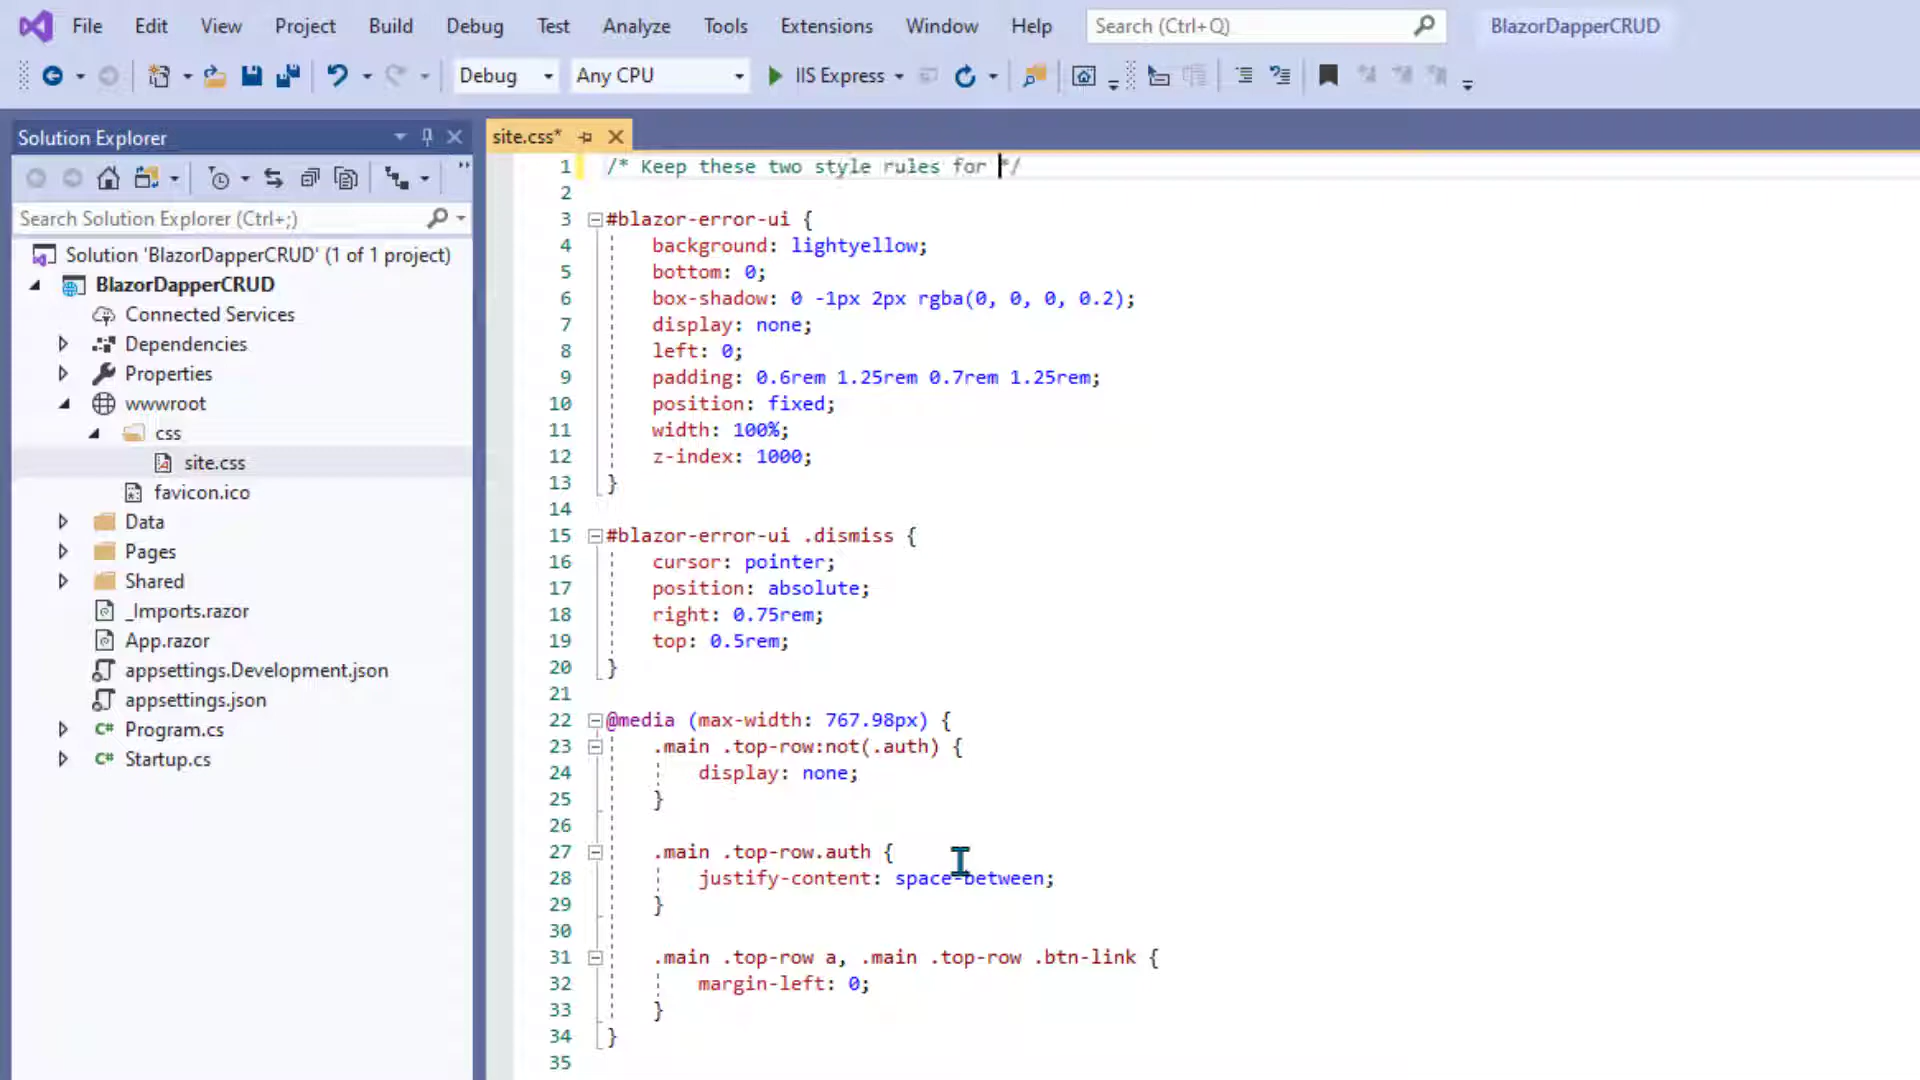 File Edit View Project Build Debug Test Analyze Tools Extensions Window Help Search (Ctrl+Q) BlazorDapperCRUD
Debug Any CPU IIS Express
Solution Explorer
Search Solution Explorer (Ctrl+;)
Solution 'BlazorDapperCRUD' (1 of 1 project)
BlazorDapperCRUD
Connected Services
Dependencies
Properties
wwwroot
css
site.css
favicon.ico
Data
Pages
Shared
_Imports.razor
App.razor
appsettings.Development.json
appsettings.json
C# Program.cs
C# Startup.cs
site.css*
1 /* Keep these two style rules for */
2
3 #blazor-error-ui {
4 background: lightyellow;
5 bottom: 0;
6 box-shadow: 0 -1px 2px rgba(0, 0, 0, 0.2);
7 display: none;
8 left: 0;
9 padding: 0.6rem 1.25rem 0.7rem 1.25rem;
10 position: fixed;
11 width: 100%;
12 z-index: 1000;
13 }
14
15 #blazor-error-ui .dismiss {
16 cursor: pointer;
17 position: absolute;
18 right: 0.75rem;
19 top: 0.5rem;
20 }
21
22 @media (max-width: 767.98px) {
23 .main .top-row:not(.auth) {
24 display: none;
25 }
26
27 .main .top-row.auth {
28 justify-content: space-between;
29 }
30
31 .main .top-row a, .main .top-row .btn-link {
32 margin-left: 0;
33 }
34 }
35